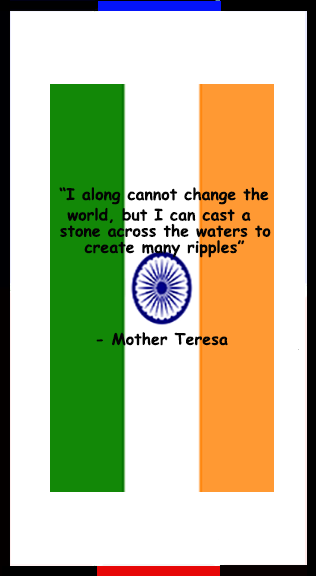 “I along cannot change the
world, but I can cast a
stone across the waters to
create many ripples”
- Mother Teresa